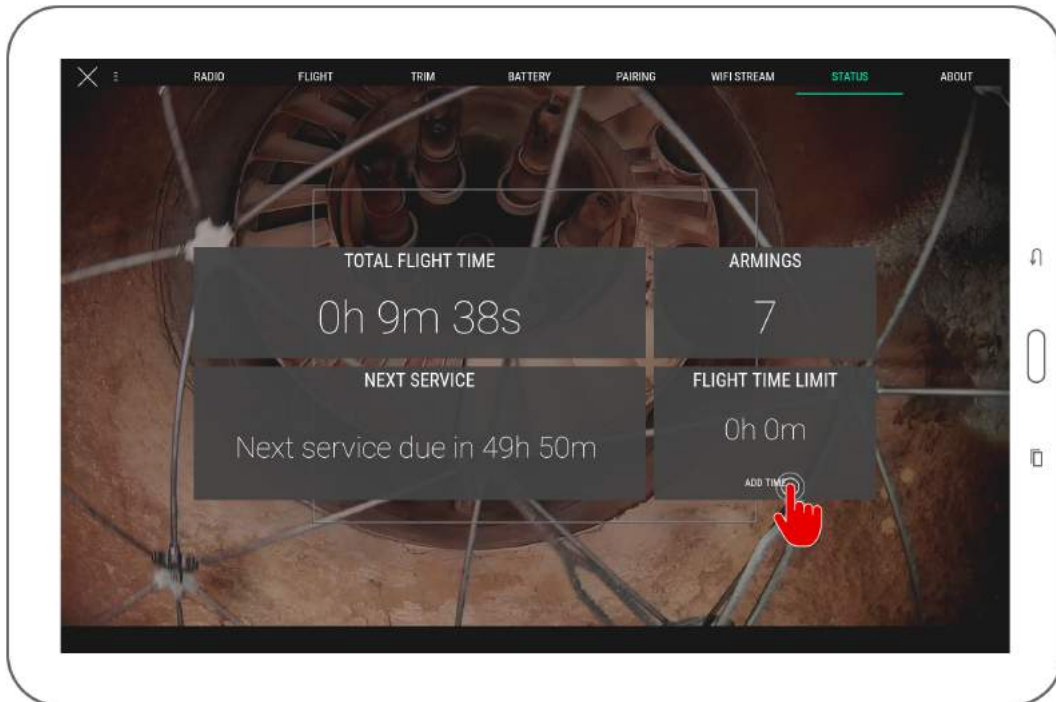 RADIO FLIGHT TRIM BATTERY PAIRING WIFI STREAM STATUS ABOUT
TOTAL FLIGHT TIME
0h 9m 38s
ARMINGS
7
NEXT SERVICE
Next service due in 49h 50m
FLIGHT TIME LIMIT
0h 0m
ADD TIME